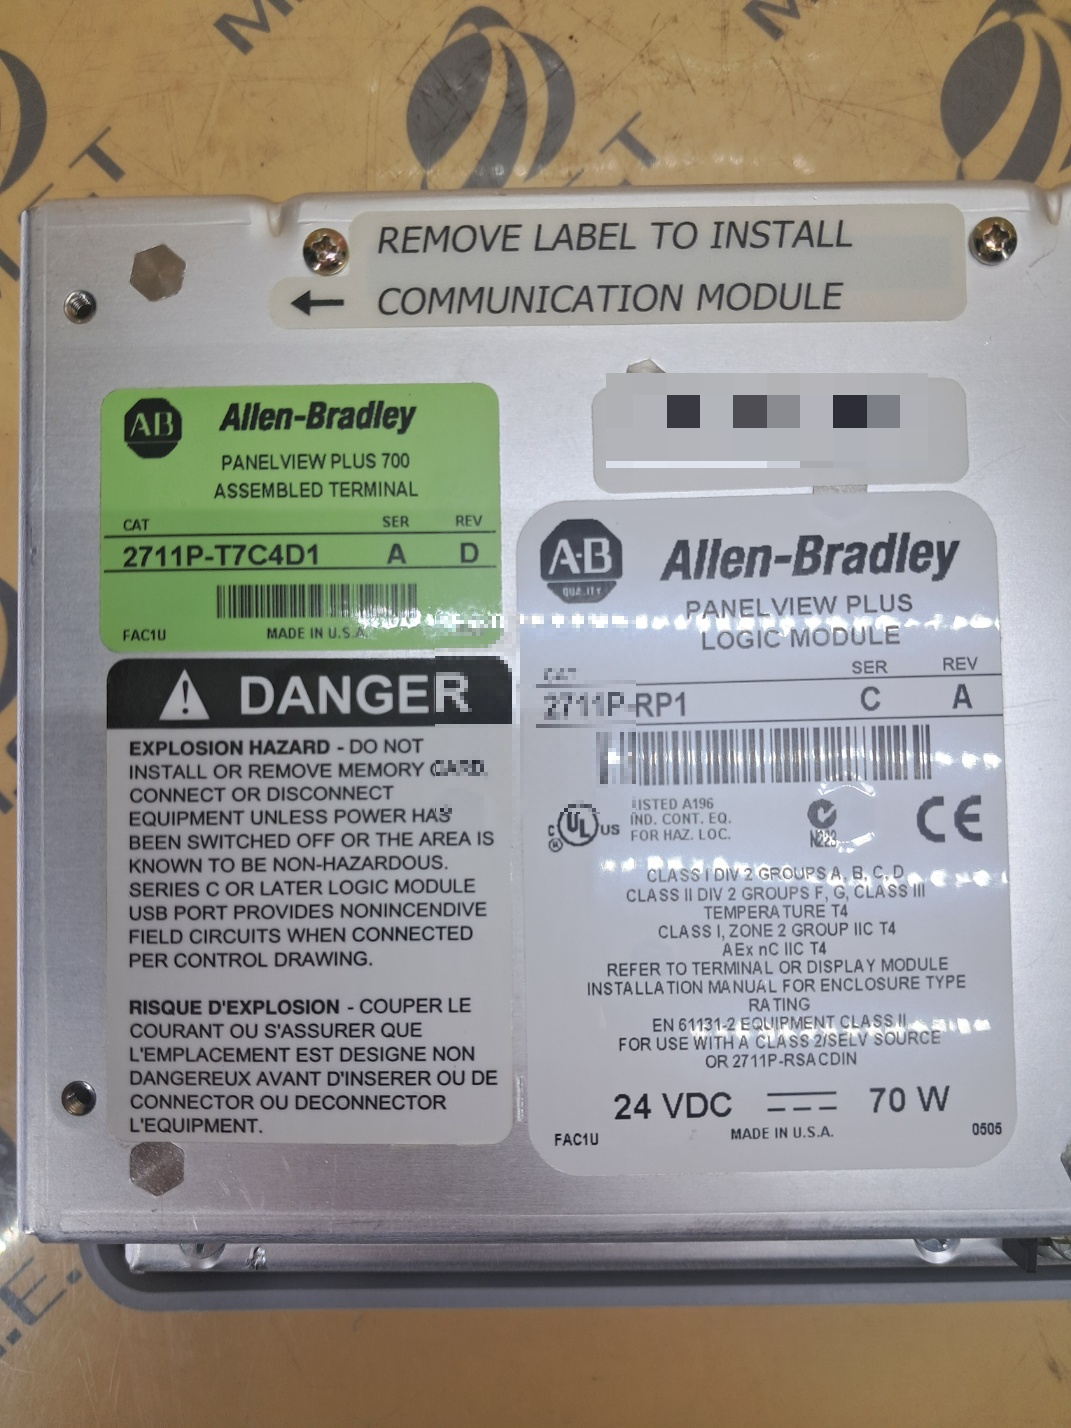 REMOVE LABEL TO INSTALL
← COMMUNICATION MODULE
AB Allen-Bradley
PANELVIEW PLUS 700
ASSEMBLED TERMINAL
CAT SER REV
2711P-T7C4D1 A D
FAC1U MADE IN U.S.A
DANGER
EXPLOSION HAZARD - DO NOT
INSTALL OR REMOVE MEMORY CARD.
CONNECT OR DISCONNECT
EQUIPMENT UNLESS POWER HAS
BEEN SWITCHED OFF OR THE AREA IS
KNOWN TO BE NON-HAZARDOUS.
SERIES C OR LATER LOGIC MODULE
USB PORT PROVIDES NONINCENDIVE
FIELD CIRCUITS WHEN CONNECTED
PER CONTROL DRAWING.
RISQUE D'EXPLOSION - COUPER LE
COURANT OU S'ASSURER QUE
L'EMPLACEMENT EST DESIGNE NON
DANGEREUX AVANT D'INSERER OU DE
CONNECTOR OU DECONNECTOR
L'EQUIPMENT.
A-B QUALITY Allen-Bradley
PANELVIEW PLUS
LOGIC MODULE
CAT SER REV
2711P-RP1 C A
C UL US LISTED A196
IND. CONT. EQ.
FOR HAZ. LOC.
N223
CE
CLASS I DIV 2 GROUPS A, B, C, D
CLASS II DIV 2 GROUPS F, G, CLASS III
TEMPERATURE T4
CLASS I, ZONE 2 GROUP IIC T4
AEx nC IIC T4
REFER TO TERMINAL OR DISPLAY MODULE
INSTALLATION MANUAL FOR ENCLOSURE TYPE
RATING
EN 61131-2 EQUIPMENT CLASS II
FOR USE WITH A CLASS 2/SELV SOURCE
OR 2711P-RSACDIN
24 VDC 70 W
FAC1U MADE IN U.S.A. 0505